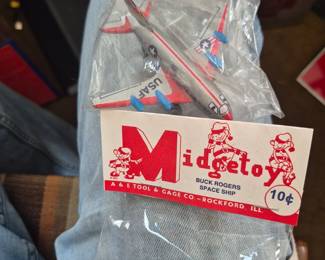 USAF
Midgetoy
BUCK ROGERS
SPACE SHIP
10¢
A & E TOOL & GAGE CO - ROCKFORD, ILL.